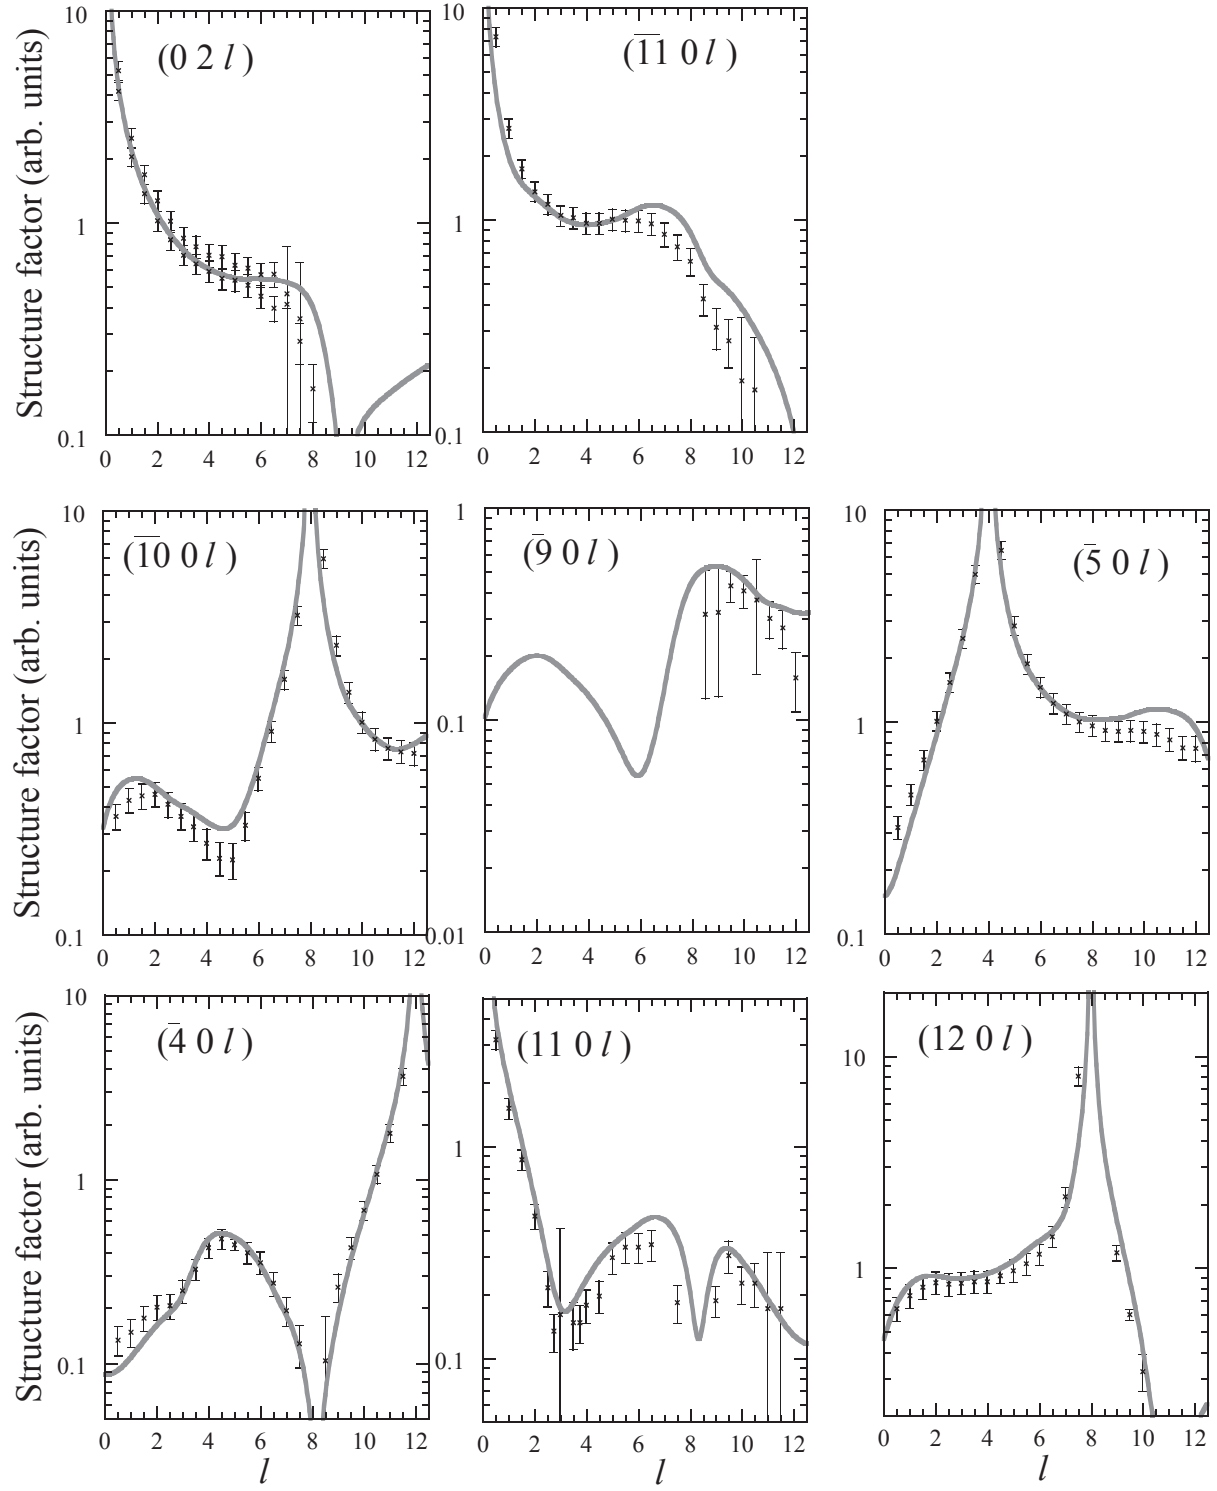 Structure factor (arb. units)
10
1
0.1
(0 2 l)
0 2 4 6 8 10 12
10
1
0.1
(1̅1̅ 0 l)
0 2 4 6 8 10 12
Structure factor (arb. units)
10
1
0.1
(1̅0̅ 0 l)
0 2 4 6 8 10 12
1
0.1
0.01
(9̅ 0 l)
0 2 4 6 8 10 12
10
1
0.1
(5̅ 0 l)
0 2 4 6 8 10 12
Structure factor (arb. units)
10
1
0.1
(4̅ 0 l)
0 2 4 6 8 10 12
l
1
0.1
(11 0 l)
0 2 4 6 8 10 12
l
10
1
(12 0 l)
0 2 4 6 8 10 12
l